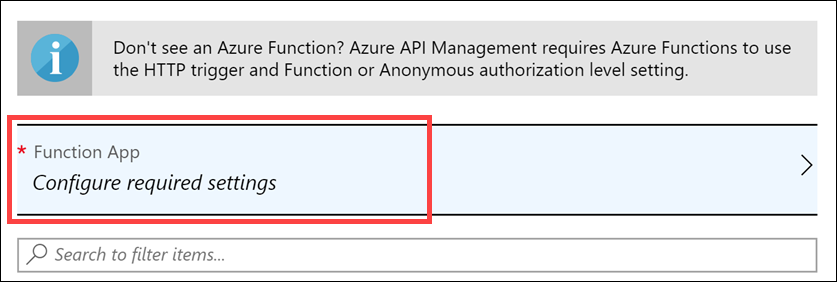 Don't see an Azure Function? Azure API Management requires Azure Functions to use
the HTTP trigger and Function or Anonymous authorization level setting.
* Function App
Configure required settings
Search to filter items...